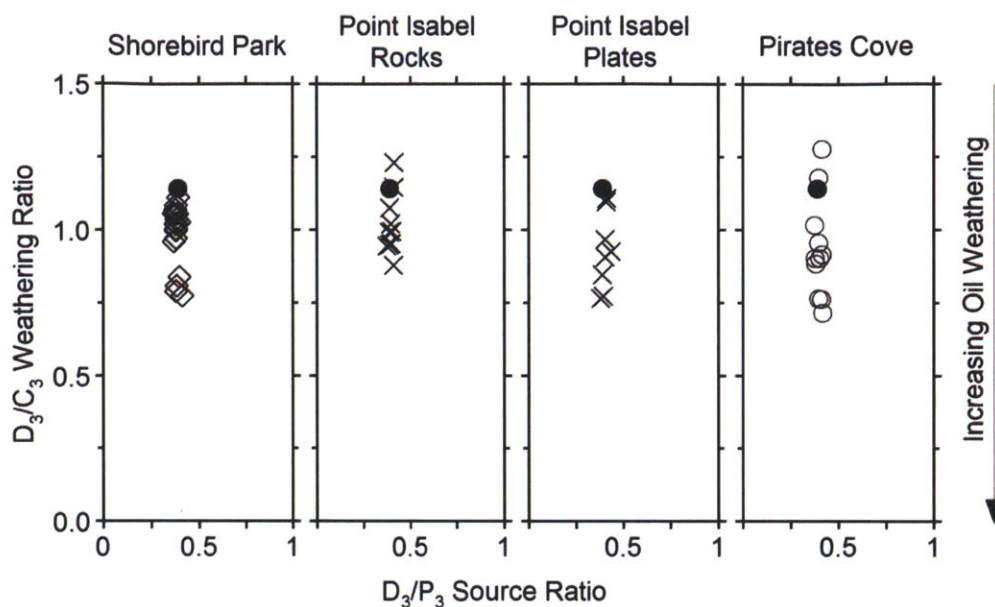 Shorebird Park
Point Isabel
Rocks
Point Isabel
Plates
Pirates Cove
D₃/C₃ Weathering Ratio
1.5
1.0
0.5
0.0
0
0.5
1
0.5
1
0.5
1
0.5
1
D₃/P₃ Source Ratio
Increasing Oil Weathering